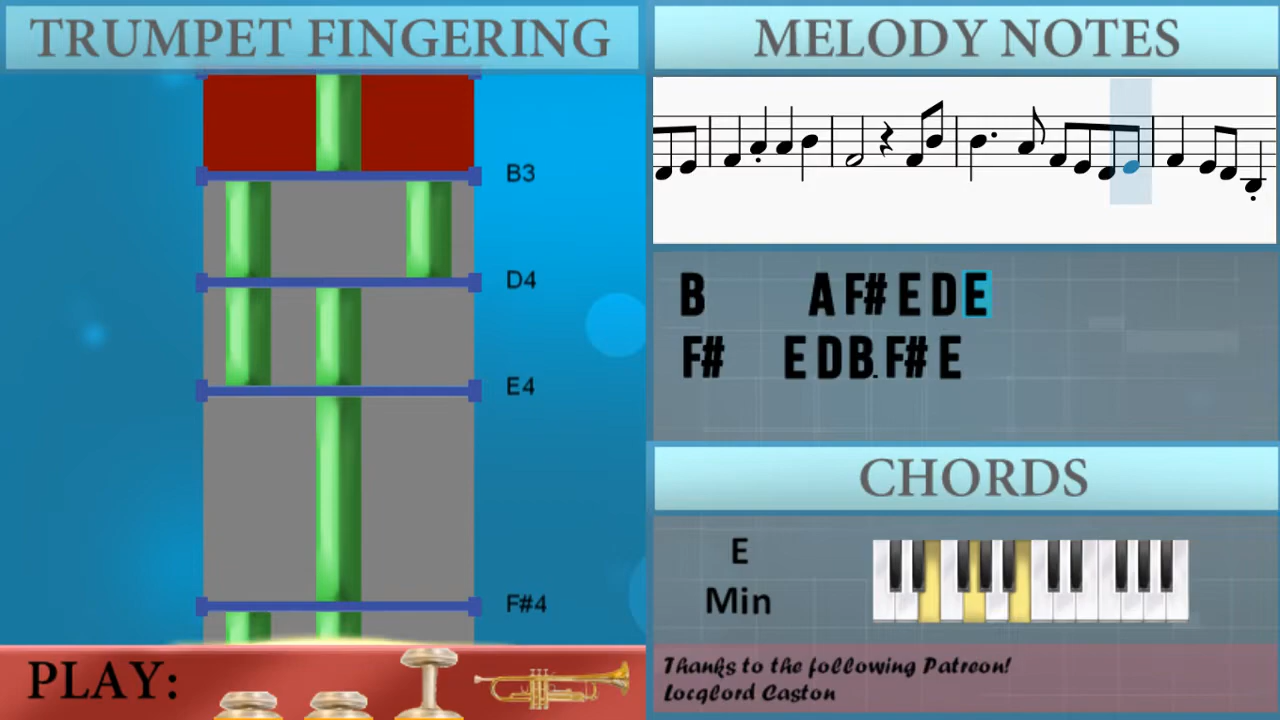 TRUMPET FINGERING
B3
D4
E4
F#4
PLAY:
MELODY NOTES
B A F# E D E
F# E D B. F# E
CHORDS
E
Min
Thanks to the following Patreon!
Locglord Caston